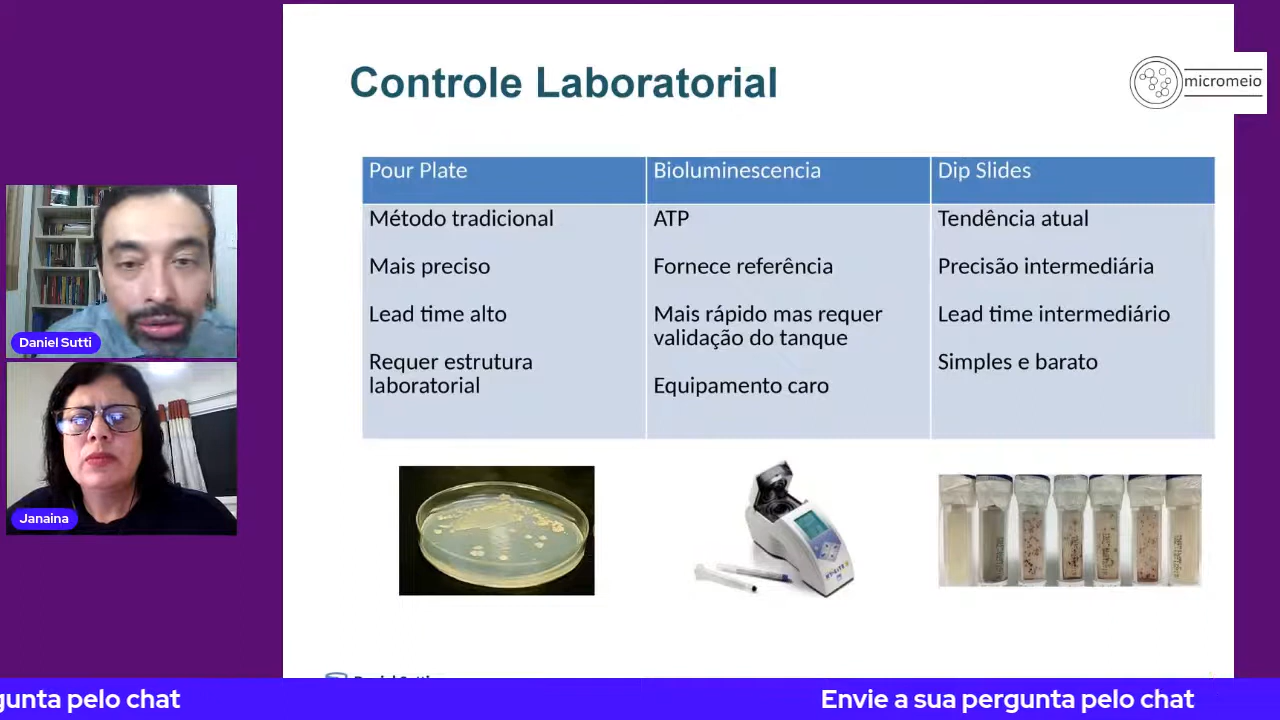 Controle Laboratorial
micromeio
Pour Plate
Bioluminescencia
Dip Slides
Método tradicional
Mais preciso
Lead time alto
Requer estrutura
laboratorial
ATP
Fornece referência
Mais rápido mas requer
validação do tanque
Equipamento caro
Tendência atual
Precisão intermediária
Lead time intermediário
Simples e barato
Daniel Sutti
Janaina
gunta pelo chat
Envie a sua pergunta pelo chat